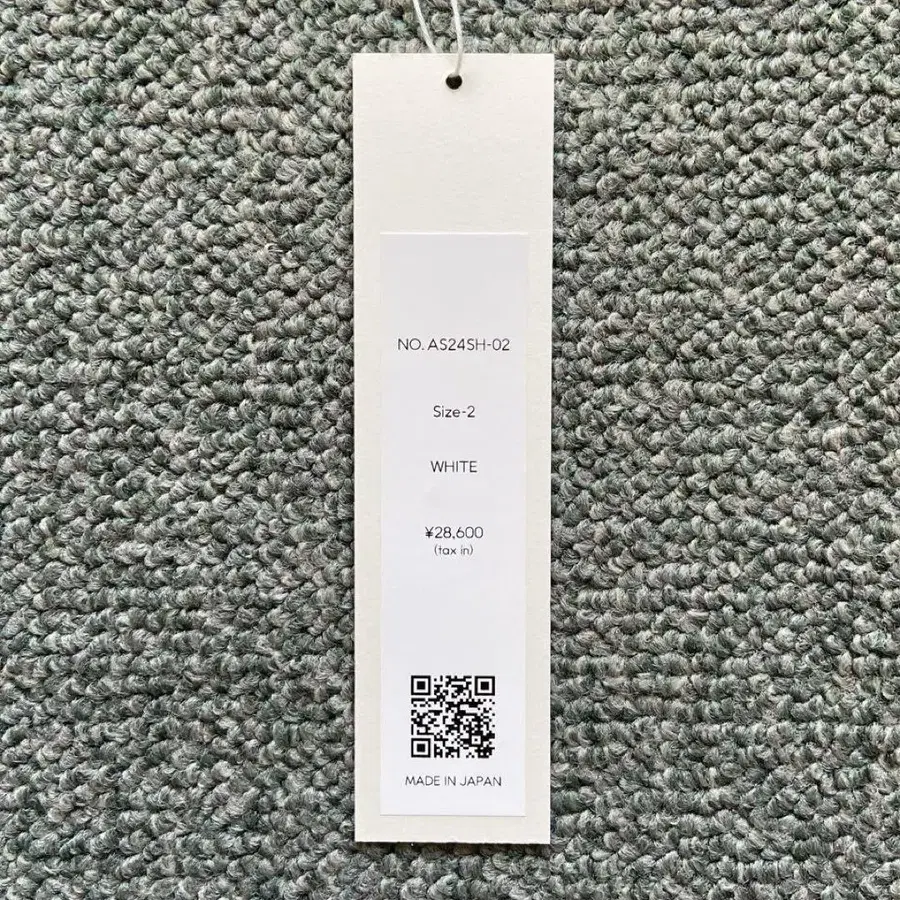 NO. AS24SH-02
Size-2
WHITE
¥28,600
(tax in)
MADE IN JAPAN